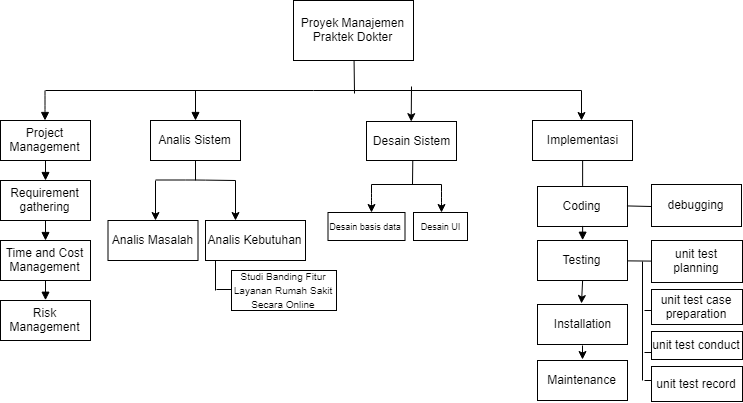 Proyek Manajemen
Praktek Dokter
Project
Management
Analis Sistem
Desain Sistem
Implementasi
Requirement
gathering
Time and Cost
Management
Risk
Management
Analis Masalah
Analis Kebutuhan
Studi Banding Fitur
Layanan Rumah Sakit
Secara Online
Desain basis data
Desain UI
Coding
debugging
Testing
unit test
planning
unit test case
preparation
unit test conduct
unit test record
Installation
Maintenance